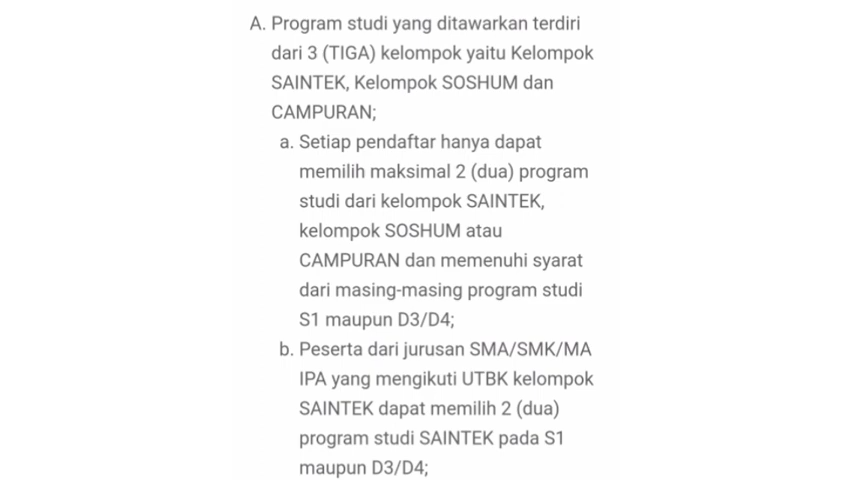 A. Program studi yang ditawarkan terdiri
dari 3 (TIGA) kelompok yaitu Kelompok
SAINTEK, Kelompok SOSHUM dan
CAMPURAN;
a. Setiap pendaftar hanya dapat
memilih maksimal 2 (dua) program
studi dari kelompok SAINTEK,
kelompok SOSHUM atau
CAMPURAN dan memenuhi syarat
dari masing-masing program studi
S1 maupun D3/D4;
b. Peserta dari jurusan SMA/SMK/MA
IPA yang mengikuti UTBK kelompok
SAINTEK dapat memilih 2 (dua)
program studi SAINTEK pada S1
maupun D3/D4;